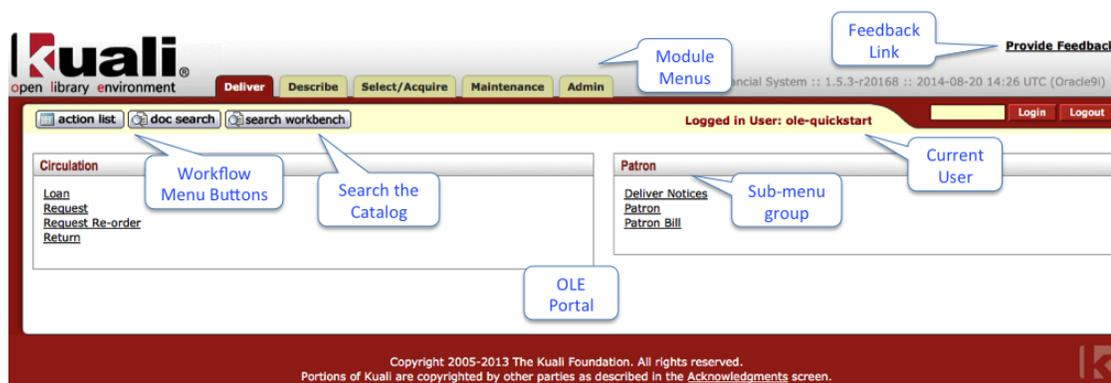 Feedback
Link
Provide Feedback
Kuali®
open library environment
Module
Menus
ncial System :: 1.5.3-r20168 :: 2014-08-20 14:26 UTC (Oracle9i)
Deliver Describe Select/Acquire Maintenance Admin
action list doc search search workbench
Logged in User: ole-quickstart
Login Logout
Current
User
Circulation
Workflow
Menu Buttons
Search the
Catalog
Loan
Request
Request Re-order
Return
Patron
Sub-menu
group
Deliver Notices
Patron
Patron Bill
OLE
Portal
Copyright 2005-2013 The Kuali Foundation. All rights reserved.
Portions of Kuali are copyrighted by other parties as described in the Acknowledgments screen.